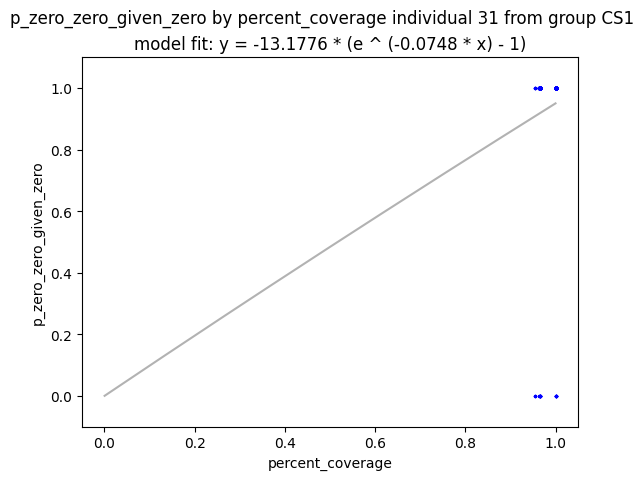 p_zero_zero_given_zero by percent_coverage individual 31 from group CS1
model fit: y = -13.1776 * (e ^ (-0.0748 * x) - 1)
1.0
0.8
0.6
0.4
0.2
0.0
p_zero_zero_given_zero
0.0 0.2 0.4 0.6 0.8 1.0
percent_coverage